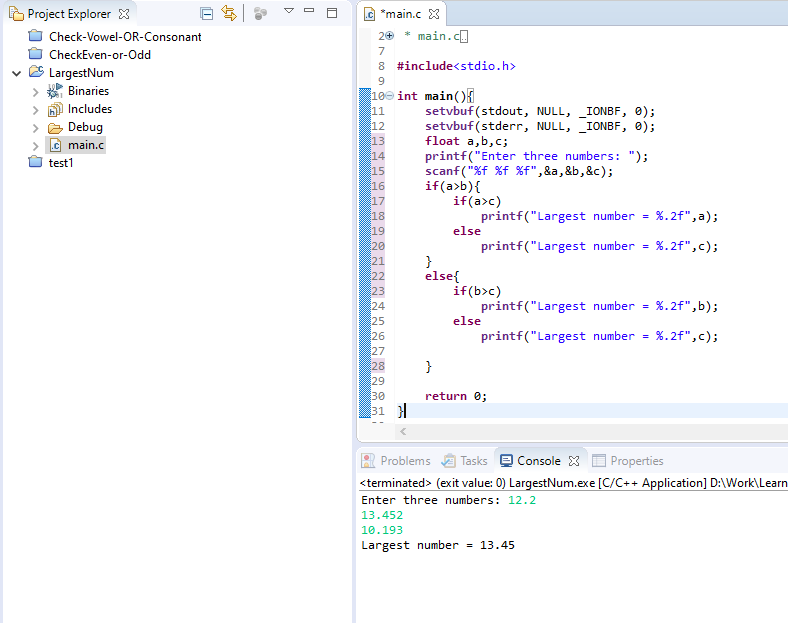 Project Explorer
Check-Vowel-OR-Consonant
CheckEven-or-Odd
LargestNum
Binaries
Includes
Debug
main.c
test1
*main.c
2 * main.c
7
8 #include<stdio.h>
9
10 int main(){
11 setvbuf(stdout, NULL, _IONBF, 0);
12 setvbuf(stderr, NULL, _IONBF, 0);
13 float a,b,c;
14 printf("Enter three numbers: ");
15 scanf("%f %f %f",&a,&b,&c);
16 if(a>b){
17 if(a>c)
18 printf("Largest number = %.2f",a);
19 else
20 printf("Largest number = %.2f",c);
21 }
22 else{
23 if(b>c)
24 printf("Largest number = %.2f",b);
25 else
26 printf("Largest number = %.2f",c);
27
28 }
29
30 return 0;
31 }
Problems Tasks Console Properties
<terminated> (exit value: 0) LargestNum.exe [C/C++ Application] D:\Work\Learn
Enter three numbers: 12.2
13.452
10.193
Largest number = 13.45